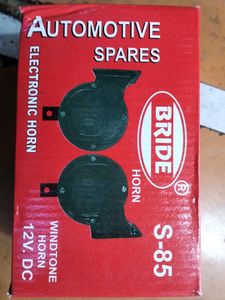 AUTOMOTIVE
SPARES
ELECTRONIC HORN
BRIDE
®
HORN
S-85
WINDTONE
HORN
12V. DC